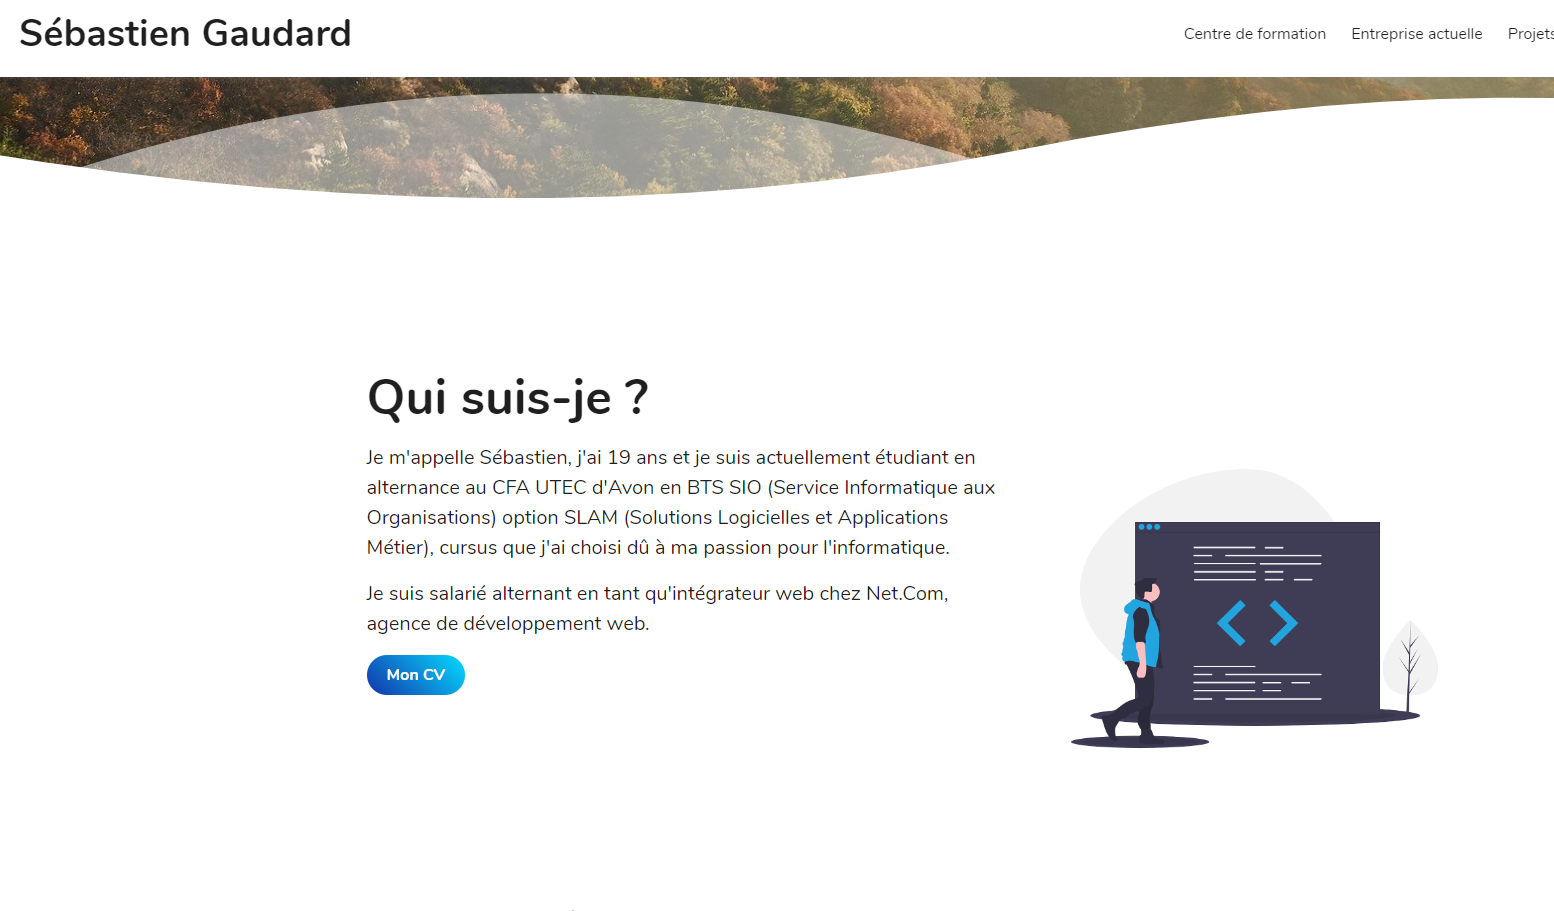 Sébastien Gaudard
Centre de formation Entreprise actuelle Projets
Qui suis-je ?
Je m'appelle Sébastien, j'ai 19 ans et je suis actuellement étudiant en
alternance au CFA UTEC d'Avon en BTS SIO (Service Informatique aux
Organisations) option SLAM (Solutions Logicielles et Applications
Métier), cursus que j'ai choisi dû à ma passion pour l'informatique.
Je suis salarié alternant en tant qu'intégrateur web chez Net.Com,
agence de développement web.
Mon CV